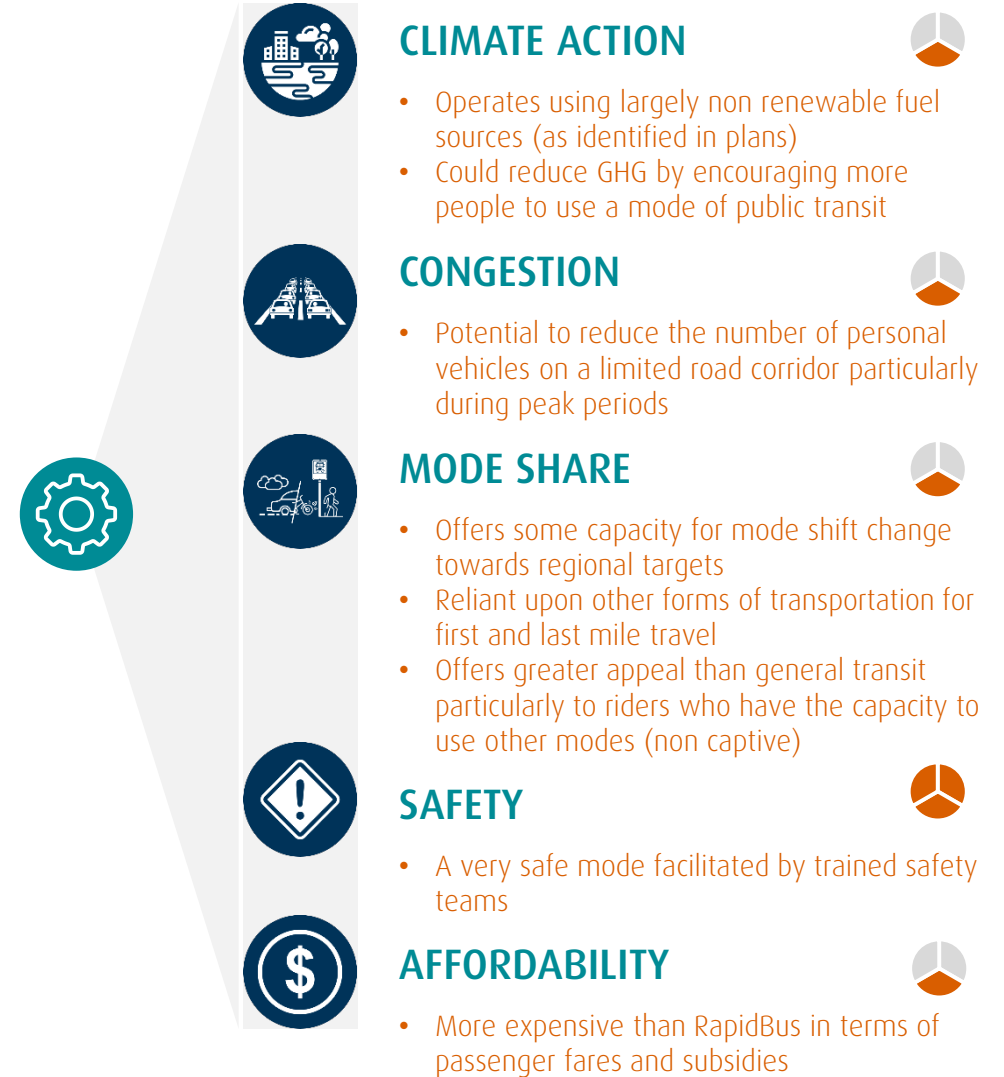 CLIMATE ACTION
• Operates using largely non renewable fuel
sources (as identified in plans)
• Could reduce GHG by encouraging more
people to use a mode of public transit
CONGESTION
• Potential to reduce the number of personal
vehicles on a limited road corridor particularly
during peak periods
MODE SHARE
• Offers some capacity for mode shift change
towards regional targets
• Reliant upon other forms of transportation for
first and last mile travel
• Offers greater appeal than general transit
particularly to riders who have the capacity to
use other modes (non captive)
SAFETY
• A very safe mode facilitated by trained safety
teams
$
AFFORDABILITY
• More expensive than RapidBus in terms of
passenger fares and subsidies